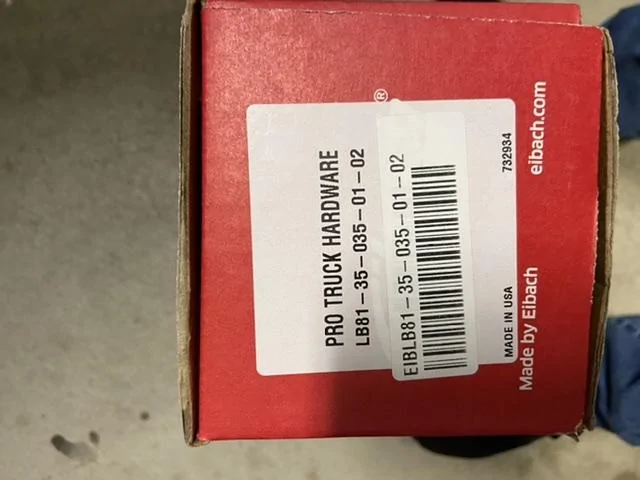 ®
PRO TRUCK HARDWARE
LB81-35-035-01-02
EIBLB81-35-035-01-02
MADE IN USA 732934
Made by Eibach eibach.com